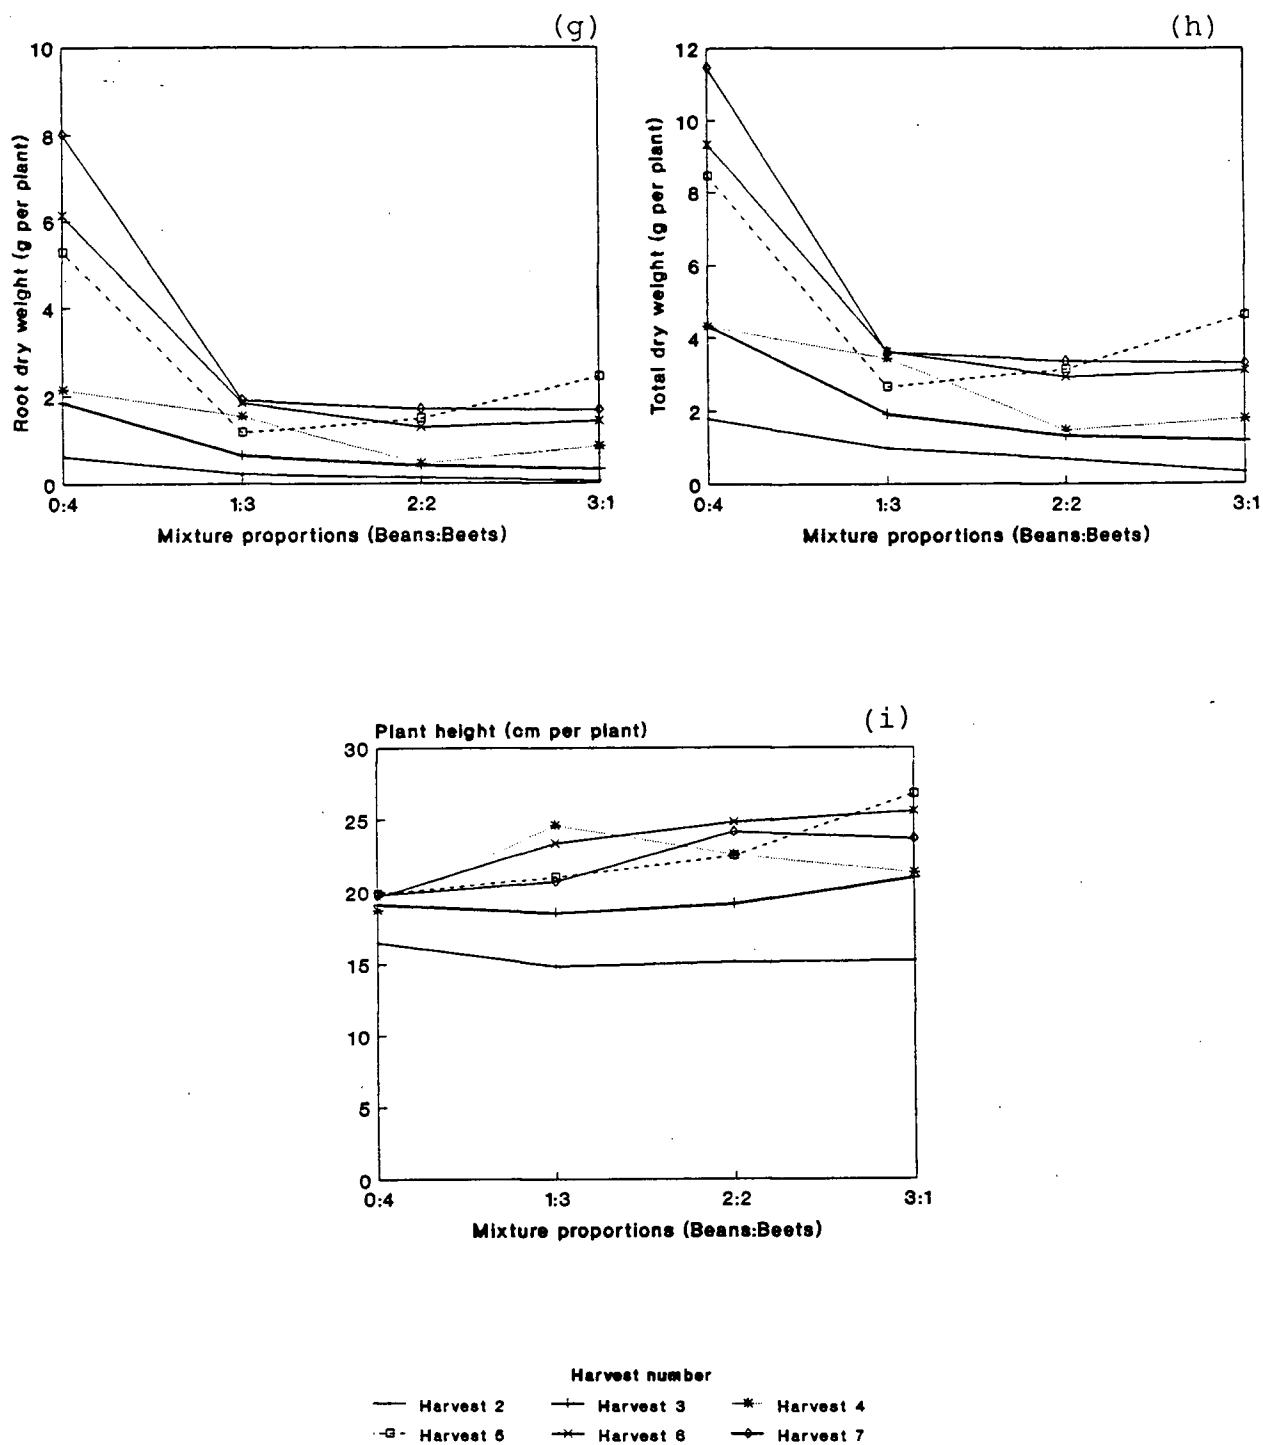 (g)
10
8
6
4
2
0
Root dry weight (g per plant)
0:4 1:3 2:2 3:1
Mixture proportions (Beans:Beets)
(h)
12
10
8
6
4
2
0
Total dry weight (g per plant)
0:4 1:3 2:2 3:1
Mixture proportions (Beans:Beets)
Plant height (cm per plant)
(i)
30
25
20
15
10
5
0
0:4 1:3 2:2 3:1
Mixture proportions (Beans:Beets)
Harvest number
Harvest 2 Harvest 3 Harvest 4
Harvest 5 Harvest 6 Harvest 7